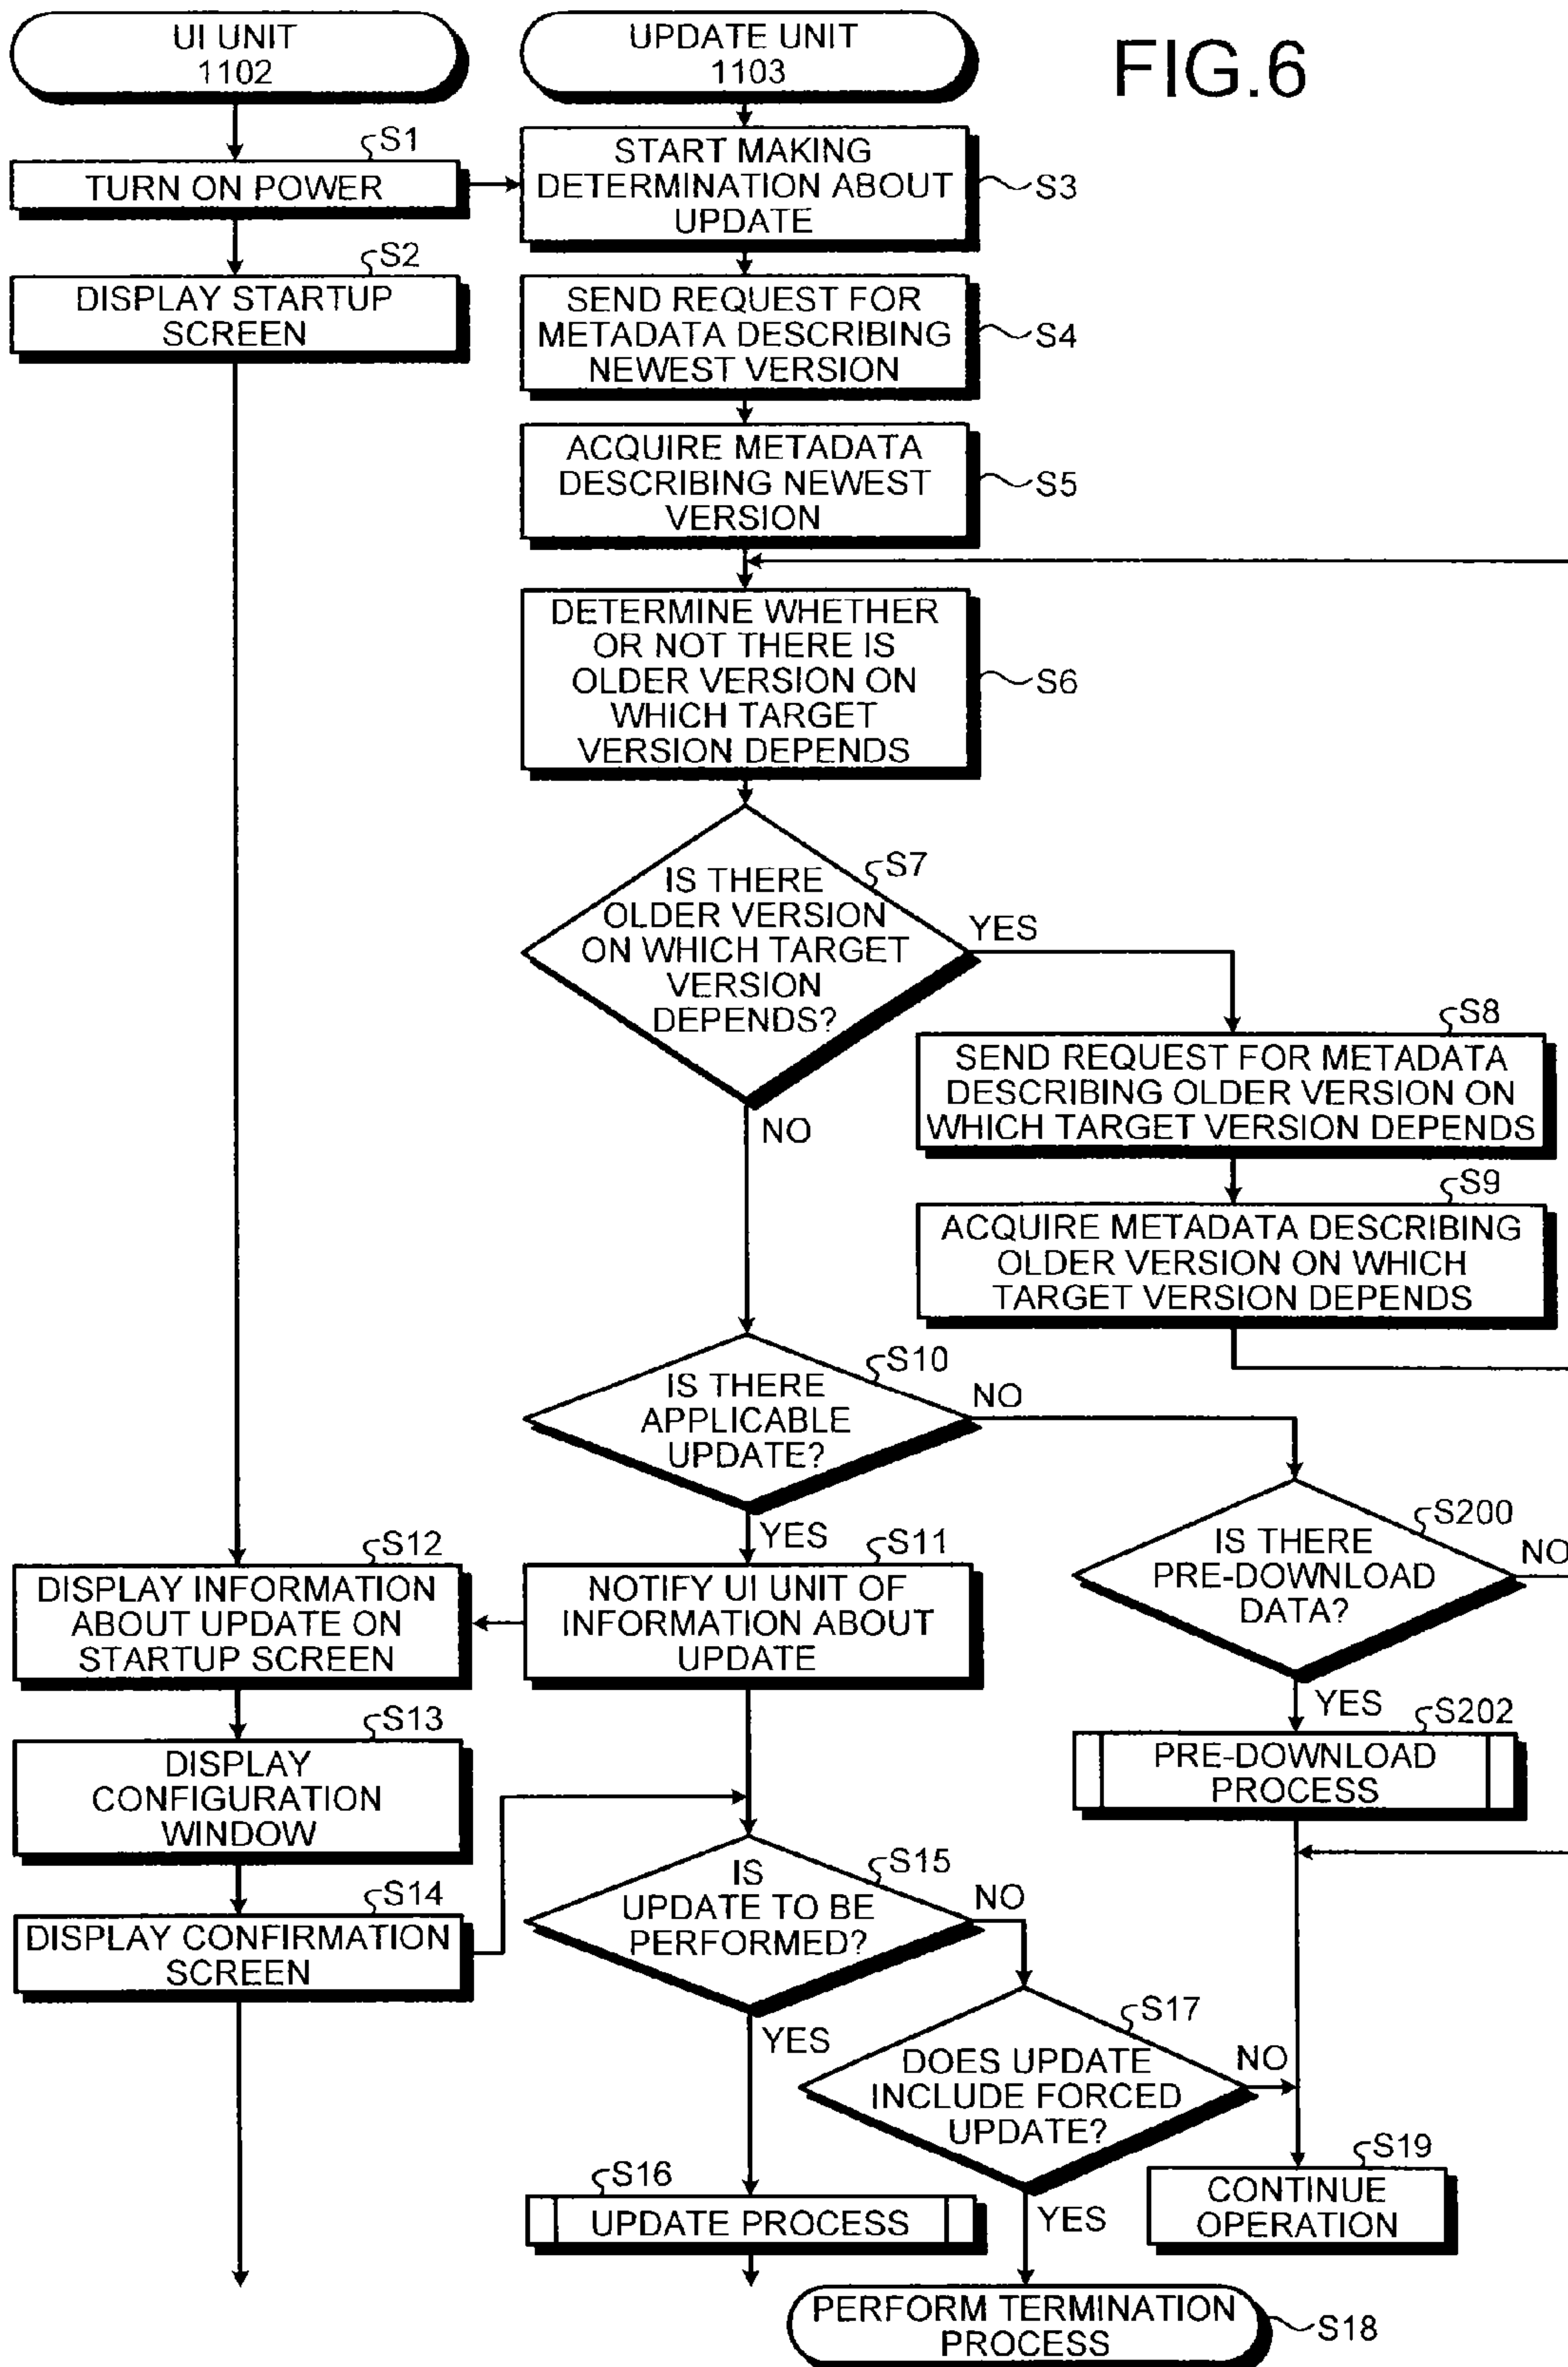 FIG.6
UI UNIT
1102
UPDATE UNIT
1103
S1
TURN ON POWER
START MAKING
DETERMINATION ABOUT
UPDATE
S3
S2
DISPLAY STARTUP
SCREEN
SEND REQUEST FOR
METADATA DESCRIBING
NEWEST VERSION
S4
ACQUIRE METADATA
DESCRIBING NEWEST
VERSION
S5
DETERMINE WHETHER
OR NOT THERE IS
OLDER VERSION ON
WHICH TARGET
VERSION DEPENDS
S6
S7
IS THERE
OLDER VERSION
ON WHICH TARGET
VERSION
DEPENDS?
YES
NO
S8
SEND REQUEST FOR METADATA
DESCRIBING OLDER VERSION ON
WHICH TARGET VERSION DEPENDS
S9
ACQUIRE METADATA DESCRIBING
OLDER VERSION ON WHICH
TARGET VERSION DEPENDS
S10
IS THERE
APPLICABLE
UPDATE?
NO
YES
S200
IS THERE
PRE-DOWNLOAD
DATA?
NO
YES
S12
DISPLAY INFORMATION
ABOUT UPDATE ON
STARTUP SCREEN
S11
NOTIFY UI UNIT OF
INFORMATION ABOUT
UPDATE
S202
PRE-DOWNLOAD
PROCESS
S13
DISPLAY
CONFIGURATION
WINDOW
S14
DISPLAY CONFIRMATION
SCREEN
S15
IS
UPDATE TO BE
PERFORMED?
NO
YES
S17
DOES UPDATE
INCLUDE FORCED
UPDATE?
NO
YES
S16
UPDATE PROCESS
S19
CONTINUE
OPERATION
PERFORM TERMINATION
PROCESS
S18